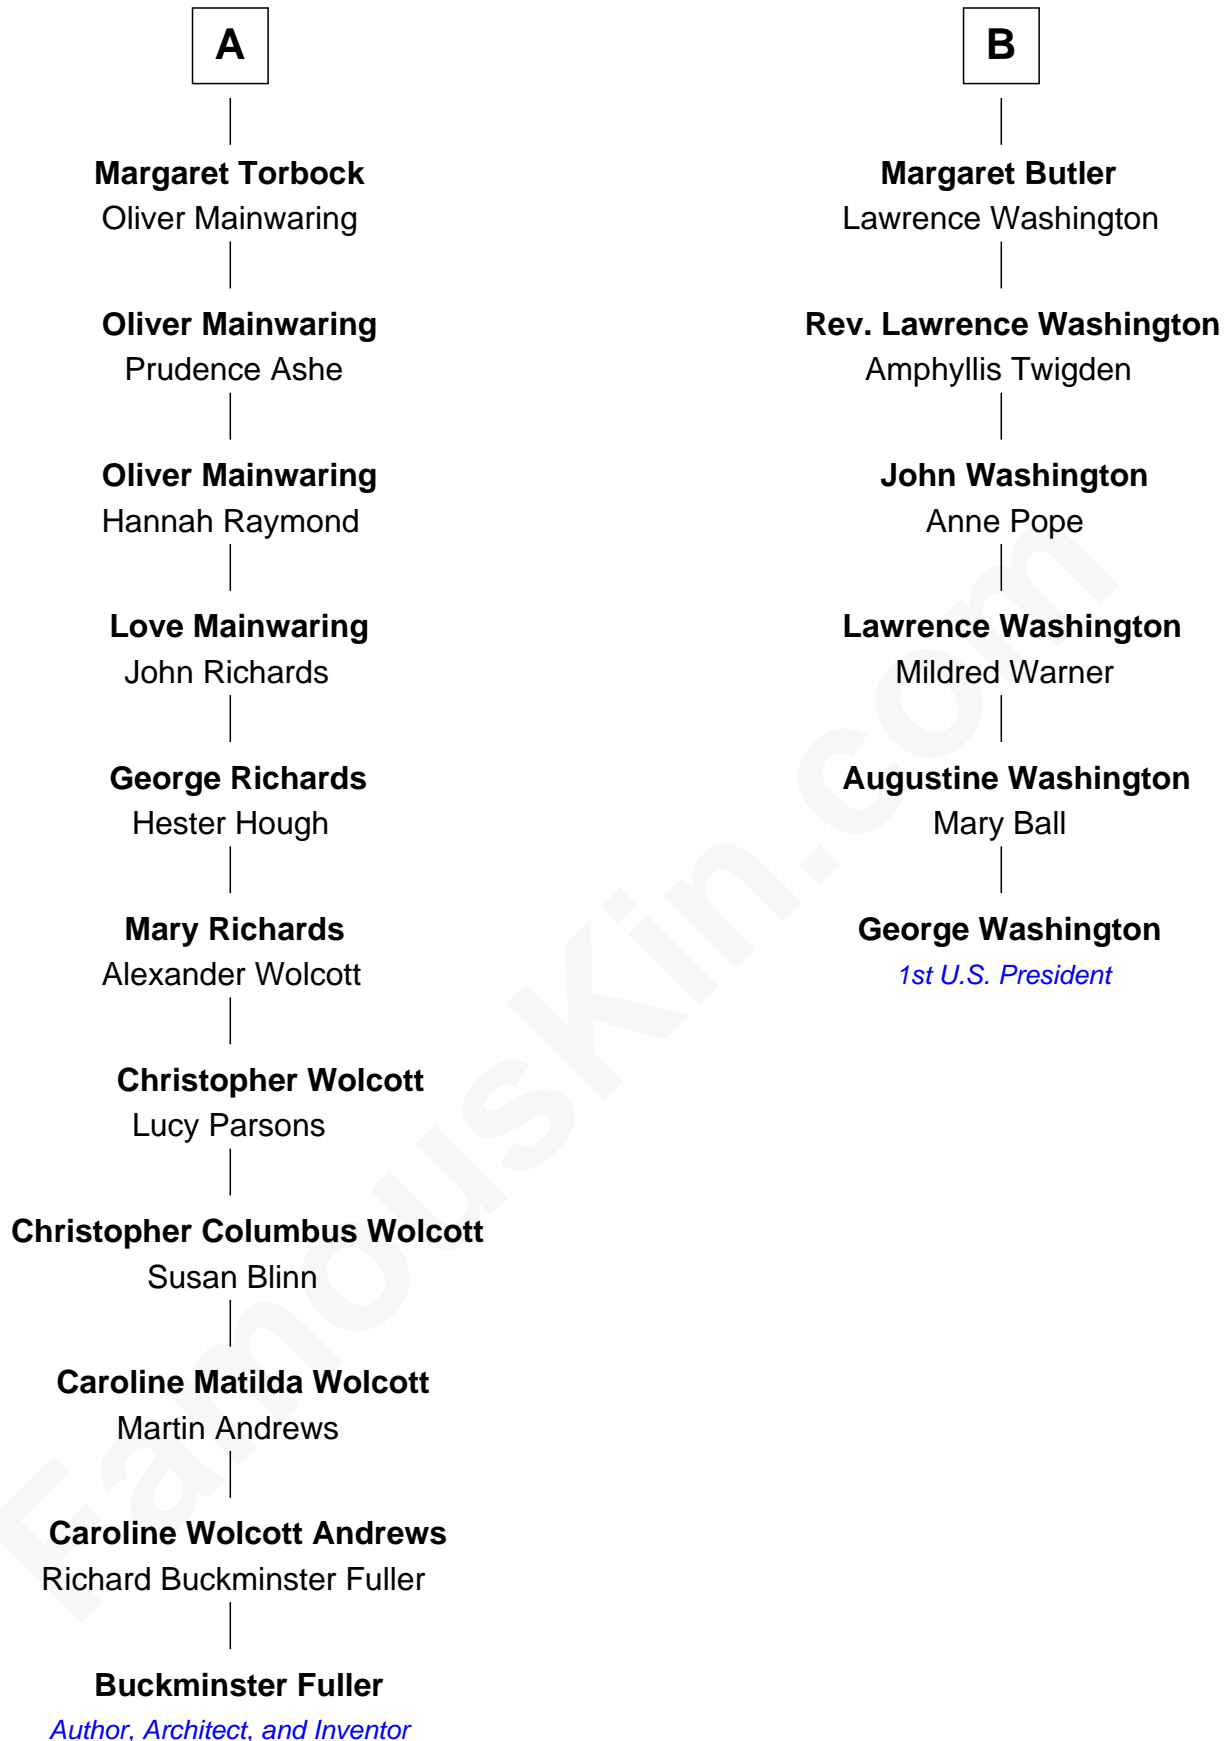 A
Margaret Torbock
Oliver Mainwaring
Oliver Mainwaring
Prudence Ashe
Oliver Mainwaring
Hannah Raymond
Love Mainwaring
John Richards
George Richards
Hester Hough
Mary Richards
Alexander Wolcott
Christopher Wolcott
Lucy Parsons
Christopher Columbus Wolcott
Susan Blinn
Caroline Matilda Wolcott
Martin Andrews
Caroline Wolcott Andrews
Richard Buckminster Fuller
Buckminster Fuller
Author, Architect, and Inventor
B
Margaret Butler
Lawrence Washington
Rev. Lawrence Washington
Amphyllis Twigden
John Washington
Anne Pope
Lawrence Washington
Mildred Warner
Augustine Washington
Mary Ball
George Washington
1st U.S. President
FamousKin.com